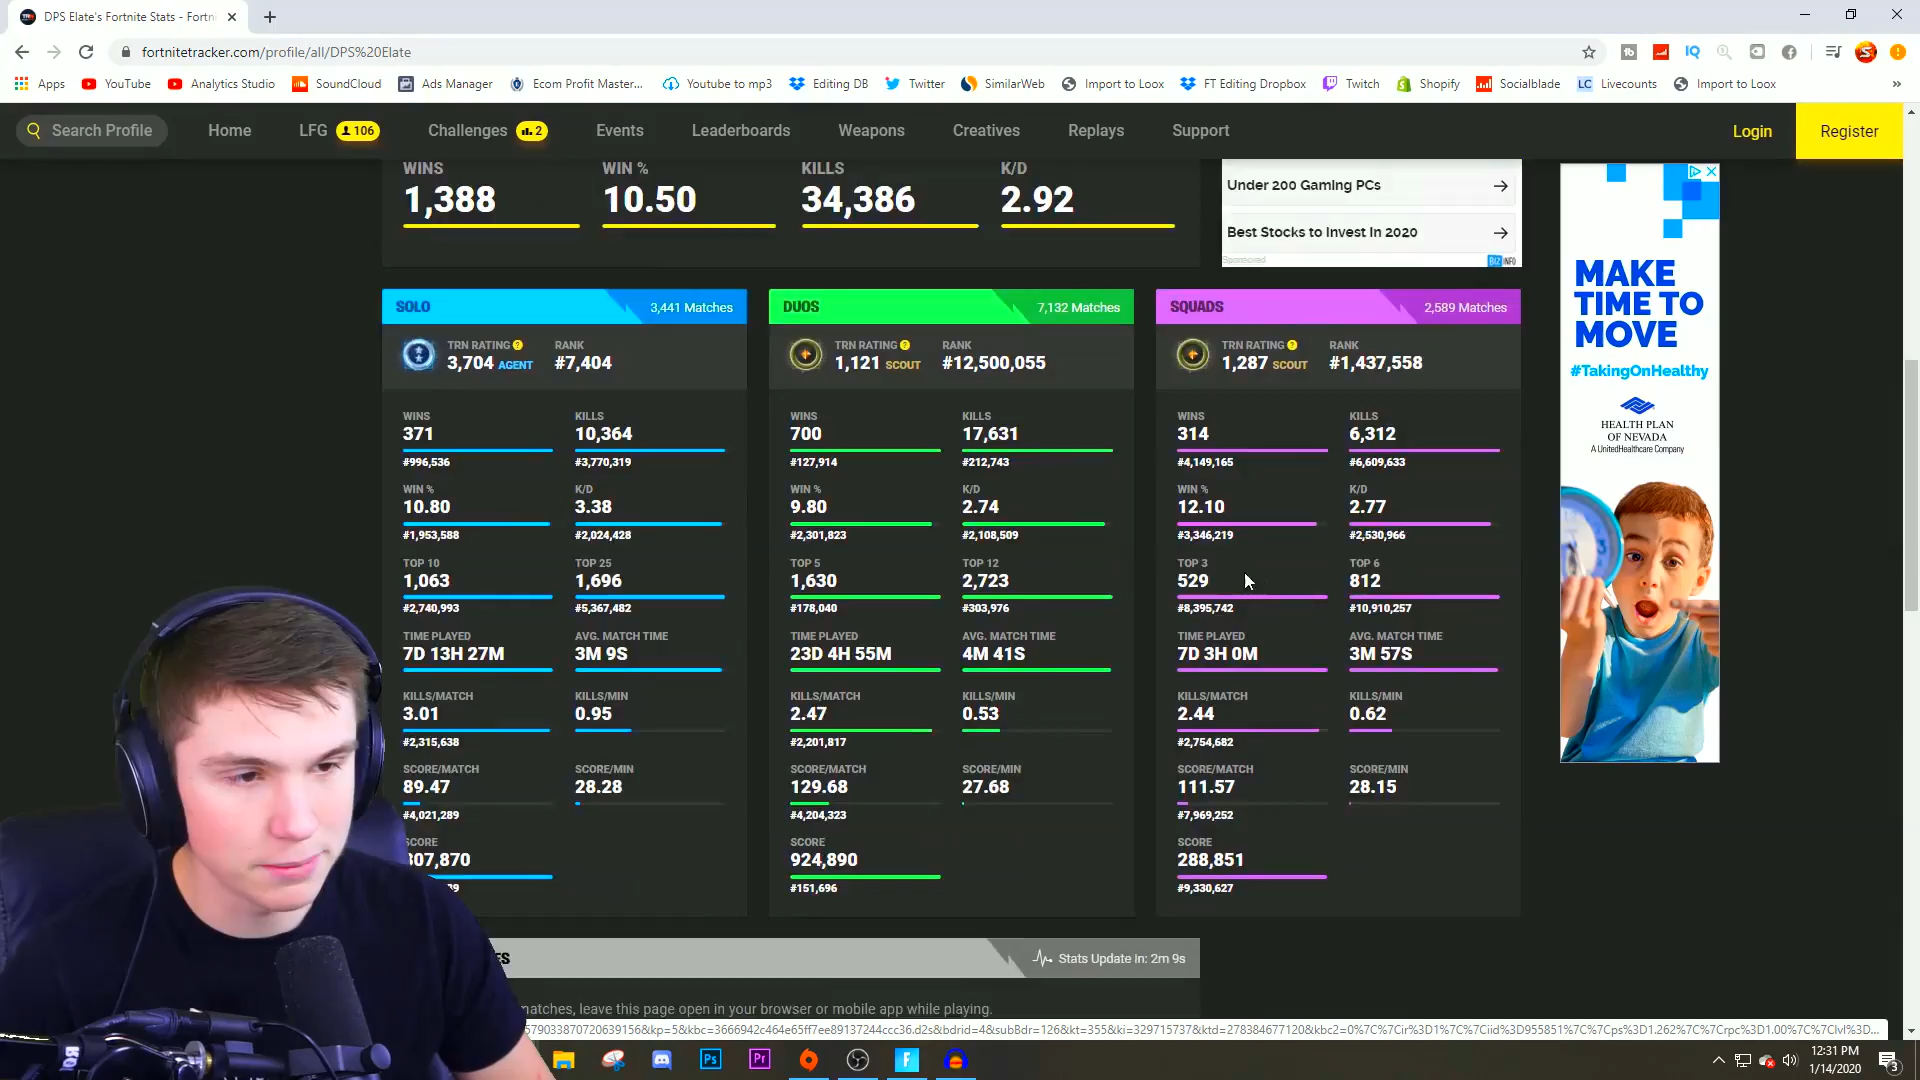 DPS Elate's Fortnite Stats - Fortn
fortnitetracker.com/profile/all/DPS%20Elate
Apps YouTube Analytics Studio SoundCloud Ads Manager Ecom Profit Master... Youtube to mp3 Editing DB Twitter SimilarWeb Import to Loox FT Editing Dropbox Twitch Shopify Socialblade LC Livecounts Import to Loox »
Search Profile Home LFG 106 Challenges 2 Events Leaderboards Weapons Creatives Replays Support Login Register
WINS WIN % KILLS K/D
1,388 10.50 34,386 2.92
Under 200 Gaming PCs
Best Stocks to Invest In 2020
Sponsored
MAKE
TIME TO
MOVE
#TakingOnHealthy
HEALTH PLAN
OF NEVADA
A UnitedHealthcare Company
SOLO 3,441 Matches
TRN RATING RANK
3,704 AGENT #7,404
WINS KILLS
371 10,364
#996,536 #3,770,319
WIN % K/D
10.80 3.38
#1,953,588 #2,024,428
TOP 10 TOP 25
1,063 1,696
#2,740,993 #5,367,482
TIME PLAYED AVG. MATCH TIME
7D 13H 27M 3M 9S
KILLS/MATCH KILLS/MIN
3.01 0.95
#2,315,638
SCORE/MATCH SCORE/MIN
89.47 28.28
#4,021,289
SCORE
307,870
DUOS 7,132 Matches
TRN RATING RANK
1,121 SCOUT #12,500,055
WINS KILLS
700 17,631
#127,914 #212,743
WIN % K/D
9.80 2.74
#2,301,823 #2,108,509
TOP 5 TOP 12
1,630 2,723
#178,040 #303,976
TIME PLAYED AVG. MATCH TIME
23D 4H 55M 4M 41S
KILLS/MATCH KILLS/MIN
2.47 0.53
#2,201,817
SCORE/MATCH SCORE/MIN
129.68 27.68
#4,204,323
SCORE
924,890
#151,696
SQUADS 2,589 Matches
TRN RATING RANK
1,287 SCOUT #1,437,558
WINS KILLS
314 6,312
#4,149,165 #6,609,633
WIN % K/D
12.10 2.77
#3,346,219 #2,530,966
TOP 3 TOP 6
529 812
#8,395,742 #10,910,257
TIME PLAYED AVG. MATCH TIME
7D 3H 0M 3M 57S
KILLS/MATCH KILLS/MIN
2.44 0.62
#2,754,682
SCORE/MATCH SCORE/MIN
111.57 28.15
#7,969,252
SCORE
288,851
#9,330,627
ES Stats Update in: 2m 9s
matches, leave this page open in your browser or mobile app while playing.
12:31 PM
1/14/2020